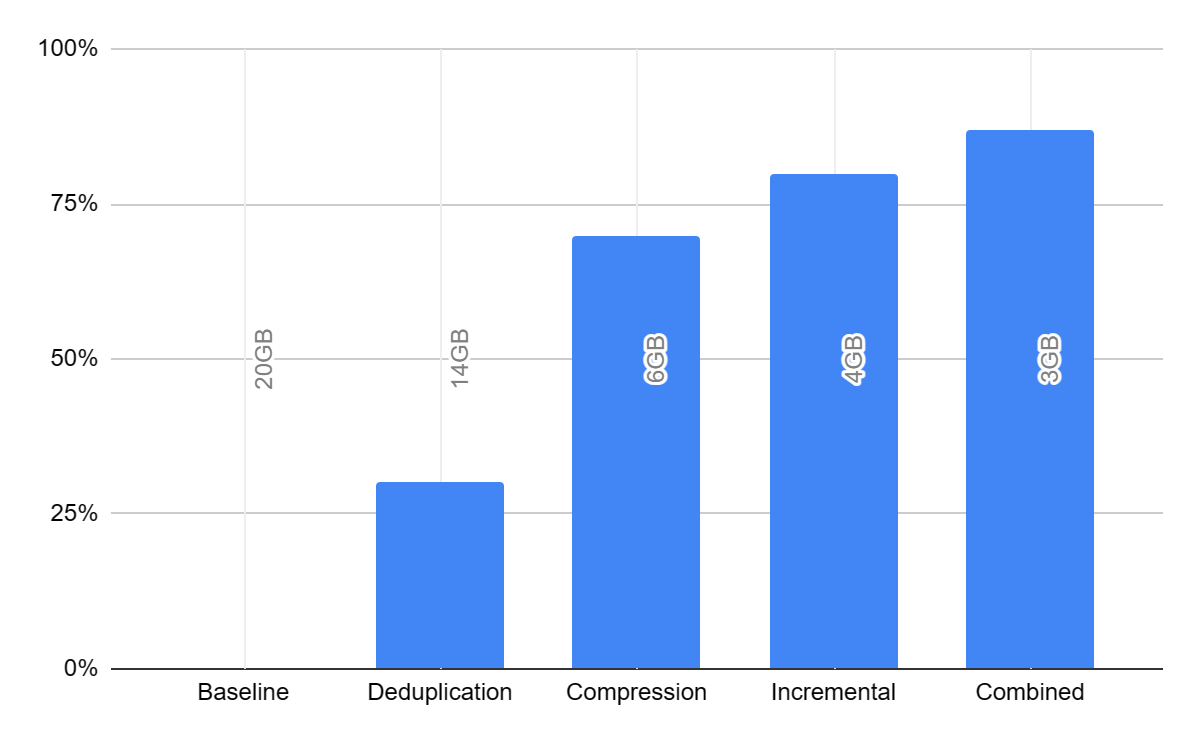 100%
75%
50%
25%
0%
20GB
14GB
6GB
4GB
3GB
Baseline
Deduplication
Compression
Incremental
Combined